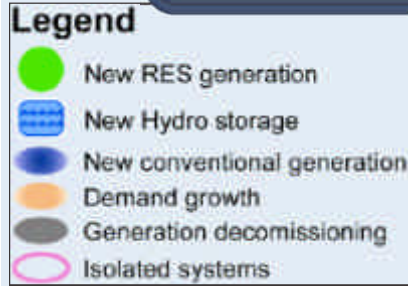 Legend
New RES generation
New Hydro storage
New conventional generation
Demand growth
Generation decomissioning
Isolated systems